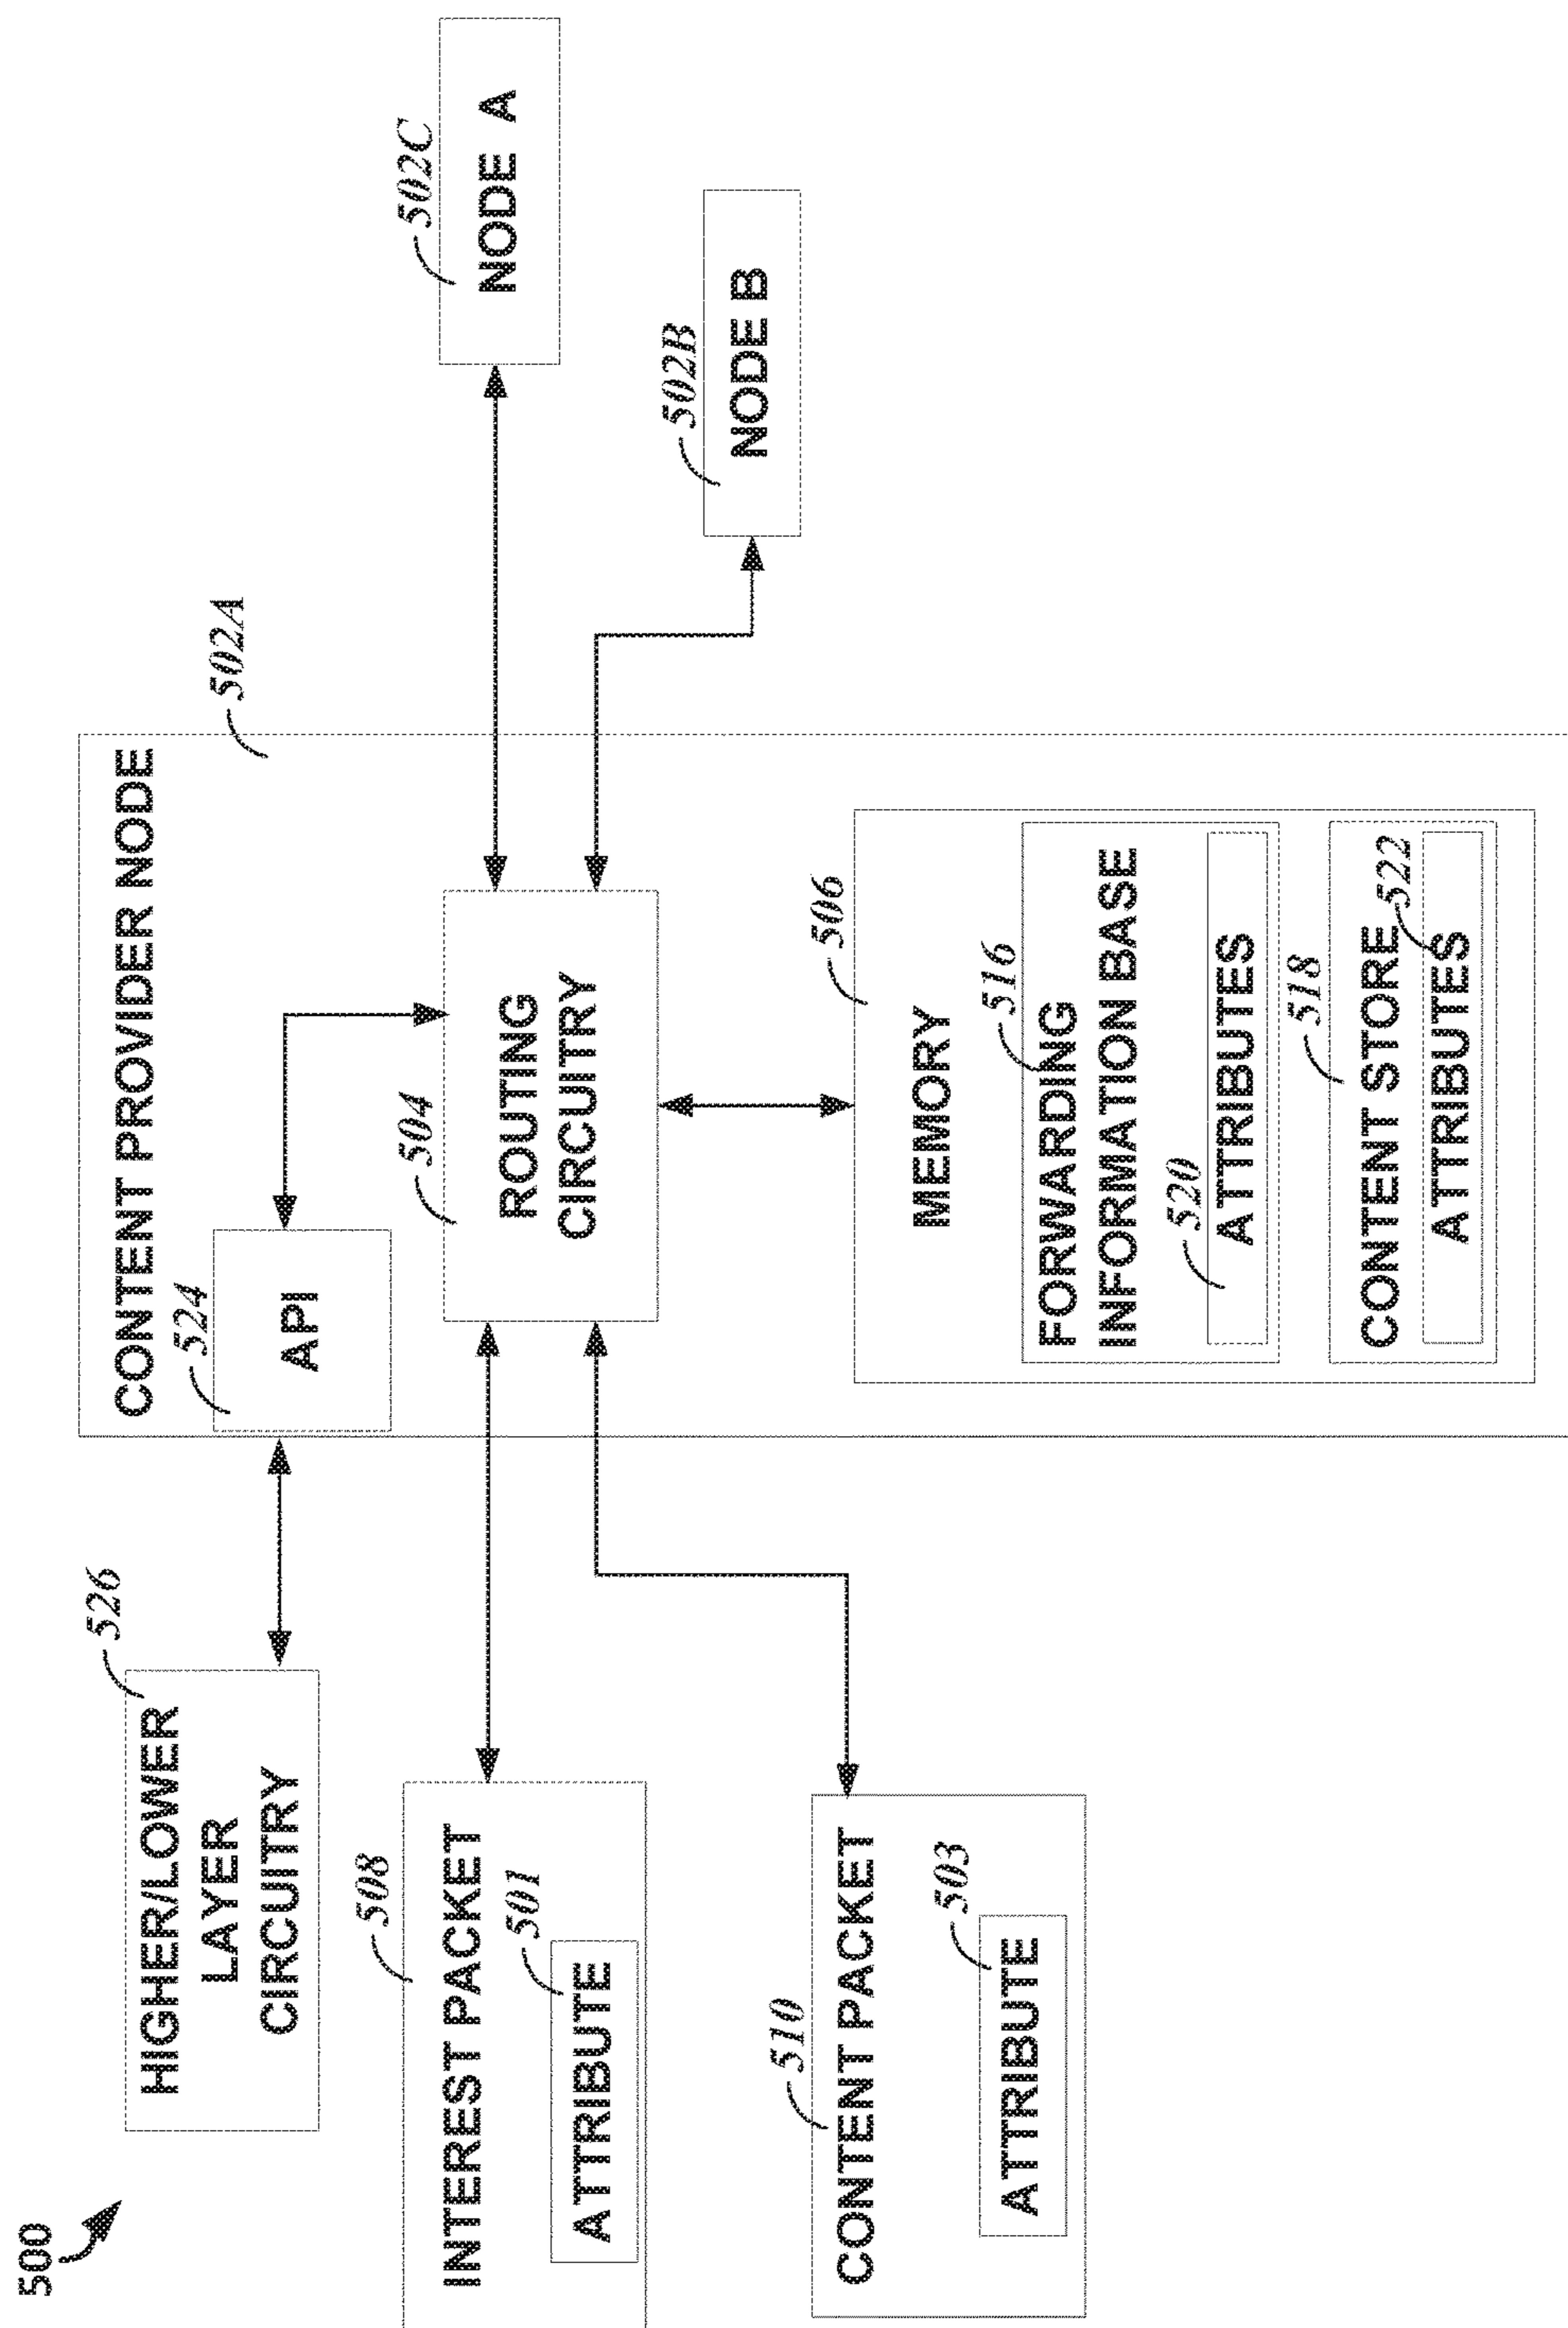 500
526
HIGHER/LOWER
LAYER
CIRCUITRY
508
INTEREST PACKET
501
ATTRIBUTE
510
CONTENT PACKET
503
ATTRIBUTE
502A
CONTENT PROVIDER NODE
524
API
504
ROUTING
CIRCUITRY
506
MEMORY
516
FORWARDING
INFORMATION BASE
520
ATTRIBUTES
518
CONTENT STORE
522
ATTRIBUTES
502C
NODE A
502B
NODE B